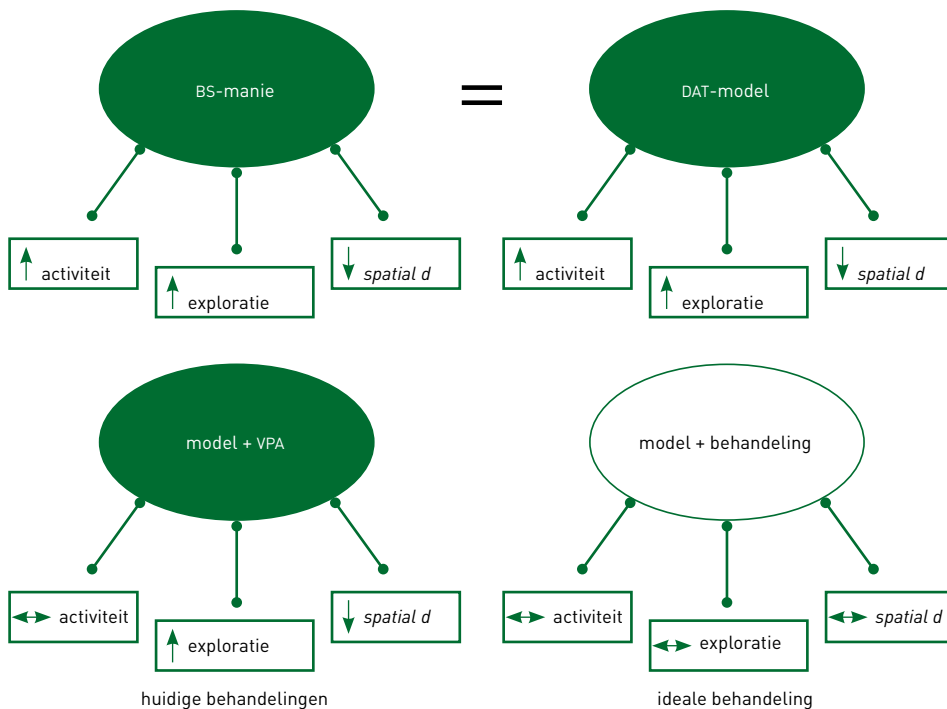 BS-manie
=
DAT-model
activiteit
exploratie
spatial d
activiteit
exploratie
spatial d
model + VPA
model + behandeling
activiteit
exploratie
spatial d
activiteit
exploratie
spatial d
huidige behandelingen
ideale behandeling